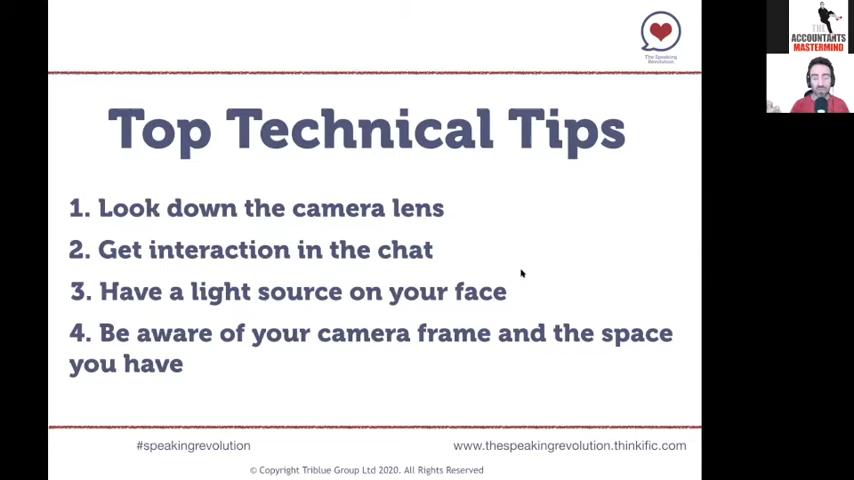 The Speaking
Revolution
THE
ACCOUNTANTS
MASTERMIND
Top Technical Tips
1. Look down the camera lens
2. Get interaction in the chat
3. Have a light source on your face
4. Be aware of your camera frame and the space
you have
#speakingrevolution
www.thespeakingrevolution.thinkific.com
© Copyright Triblue Group Ltd 2020. All Rights Reserved